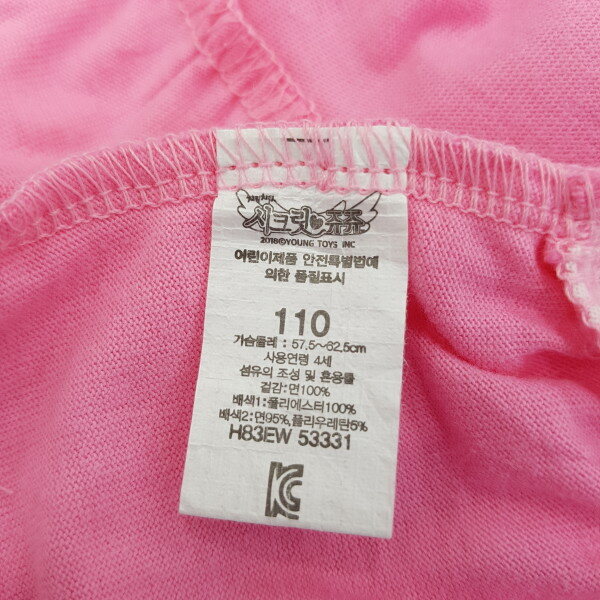 시크릿 쥬쥬
2018©YOUNG TOYS INC
어린이제품 안전특별법에
의한 품질표시
110
가슴둘레 : 57.5~62.5cm
사용연령 4세
섬유의 조성 및 혼용률
겉감:면100%
배색1:폴리에스터100%
배색2:면95%,폴리우레탄5%
H83EW 53331
KC